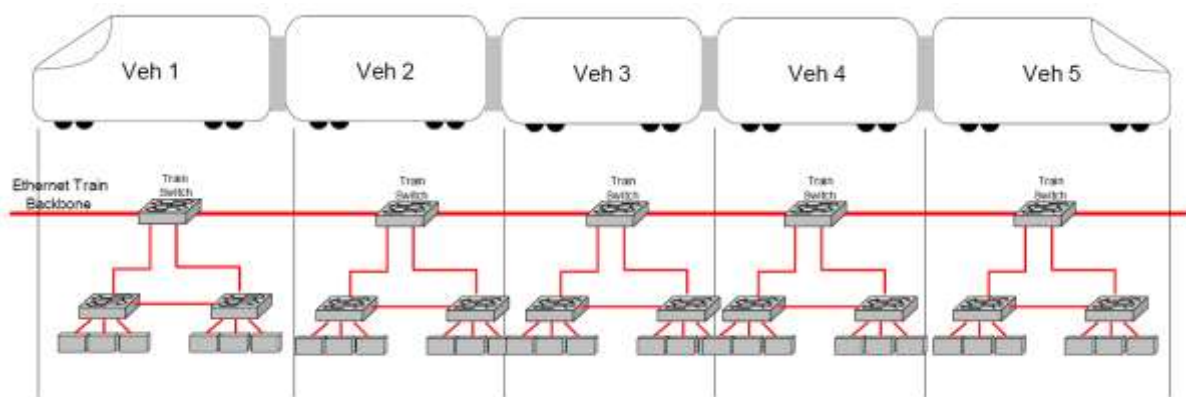 Veh 1
Veh 2
Veh 3
Veh 4
Veh 5
Ethernet Train
Backbone
Train
Switch
Train
Switch
Train
Switch
Train
Switch
Train
Switch